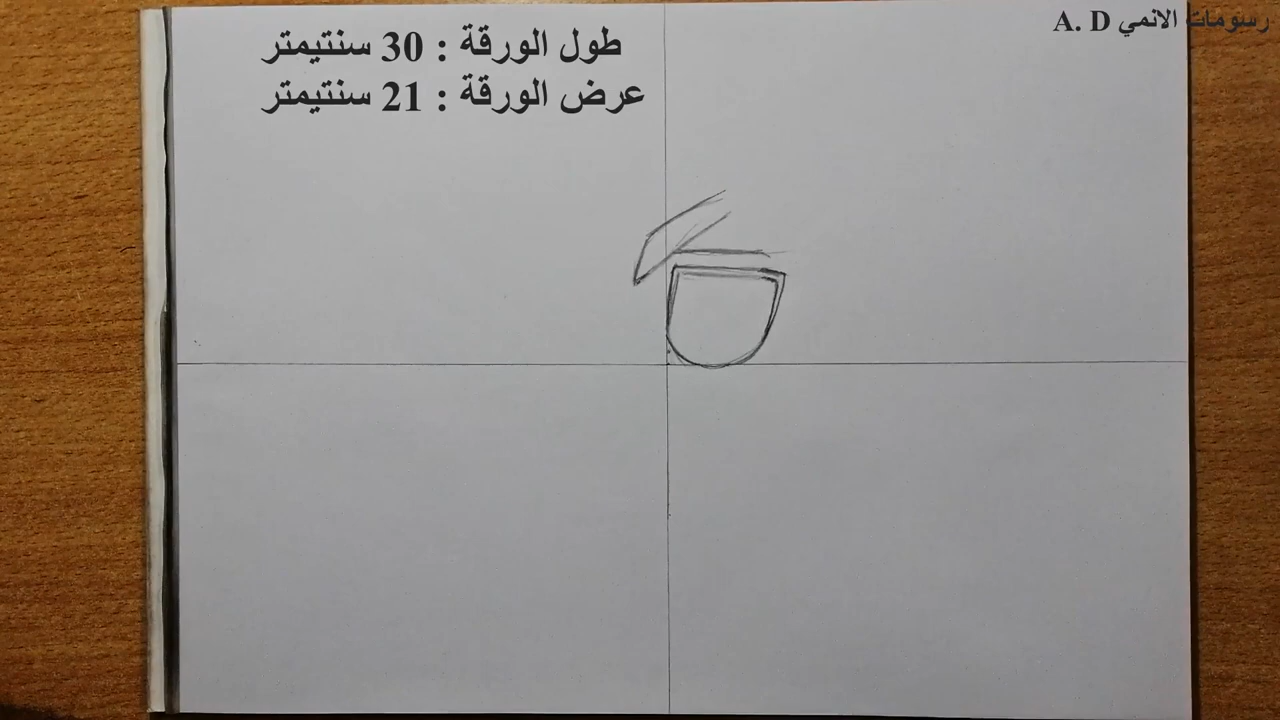 رسومات الانمي A. D
طول الورقة : 30 سنتيمتر
عرض الورقة : 21 سنتيمتر